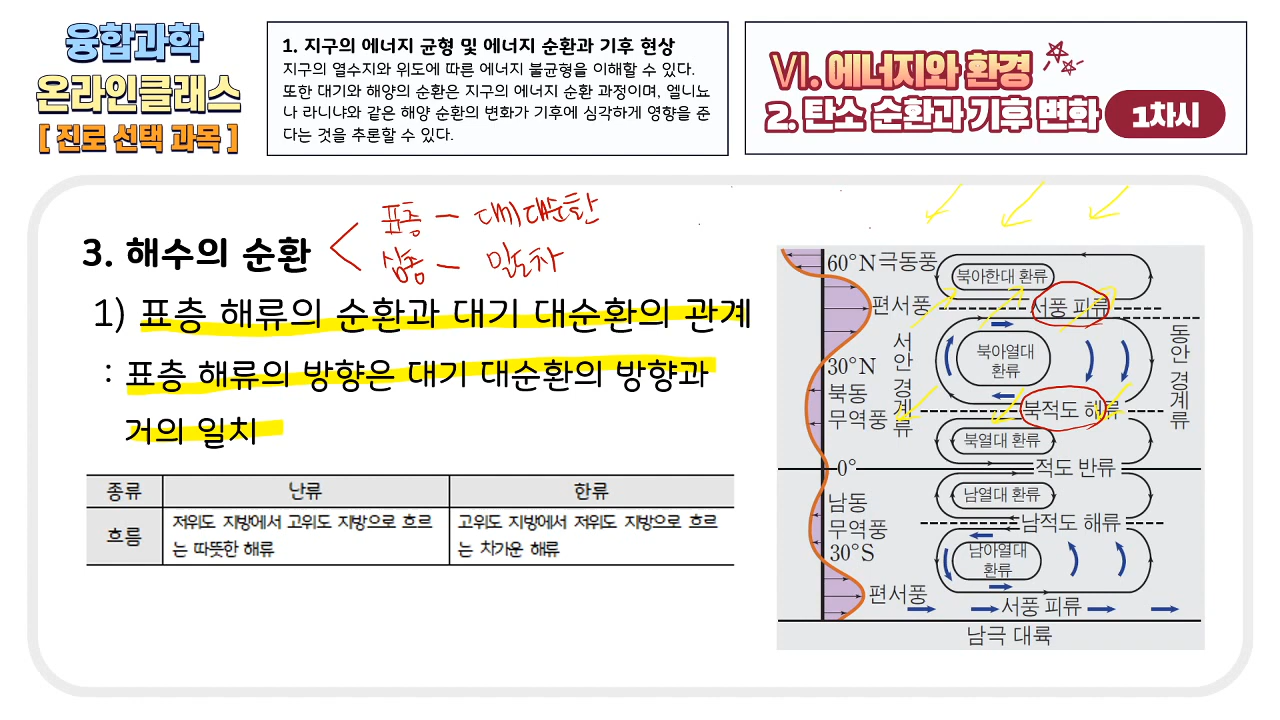 융합과학
온라인클래스
[ 진로 선택 과목 ]
1. 지구의 에너지 균형 및 에너지 순환과 기후 현상
지구의 열수지와 위도에 따른 에너지 불균형을 이해할 수 있다.
또한 대기와 해양의 순환은 지구의 에너지 순환 과정이며, 엘니뇨
나 라니냐와 같은 해양 순환의 변화가 기후에 심각하게 영향을 준
다는 것을 추론할 수 있다.
VI. 에너지와 환경
2. 탄소 순환과 기후 변화 1차시
3. 해수의 순환
표층 - 대기대순환
심층 - 밀도차
1) 표층 해류의 순환과 대기 대순환의 관계
: 표층 해류의 방향은 대기 대순환의 방향과
거의 일치
종류 난류 한류
흐름
저위도 지방에서 고위도 지방으로 흐르
는 따뜻한 해류
고위도 지방에서 저위도 지방으로 흐르
는 차가운 해류
60°N 극동풍
북아한대 환류
편서풍
서풍 피류
서안 경계류
북아열대
환류
동안 경계류
30°N
북동
무역풍
북적도 해류
북열대 환류
0°
적도 반류
남열대 환류
남동
무역풍
남적도 해류
30°S
남아열대
환류
편서풍
서풍 피류
남극 대륙